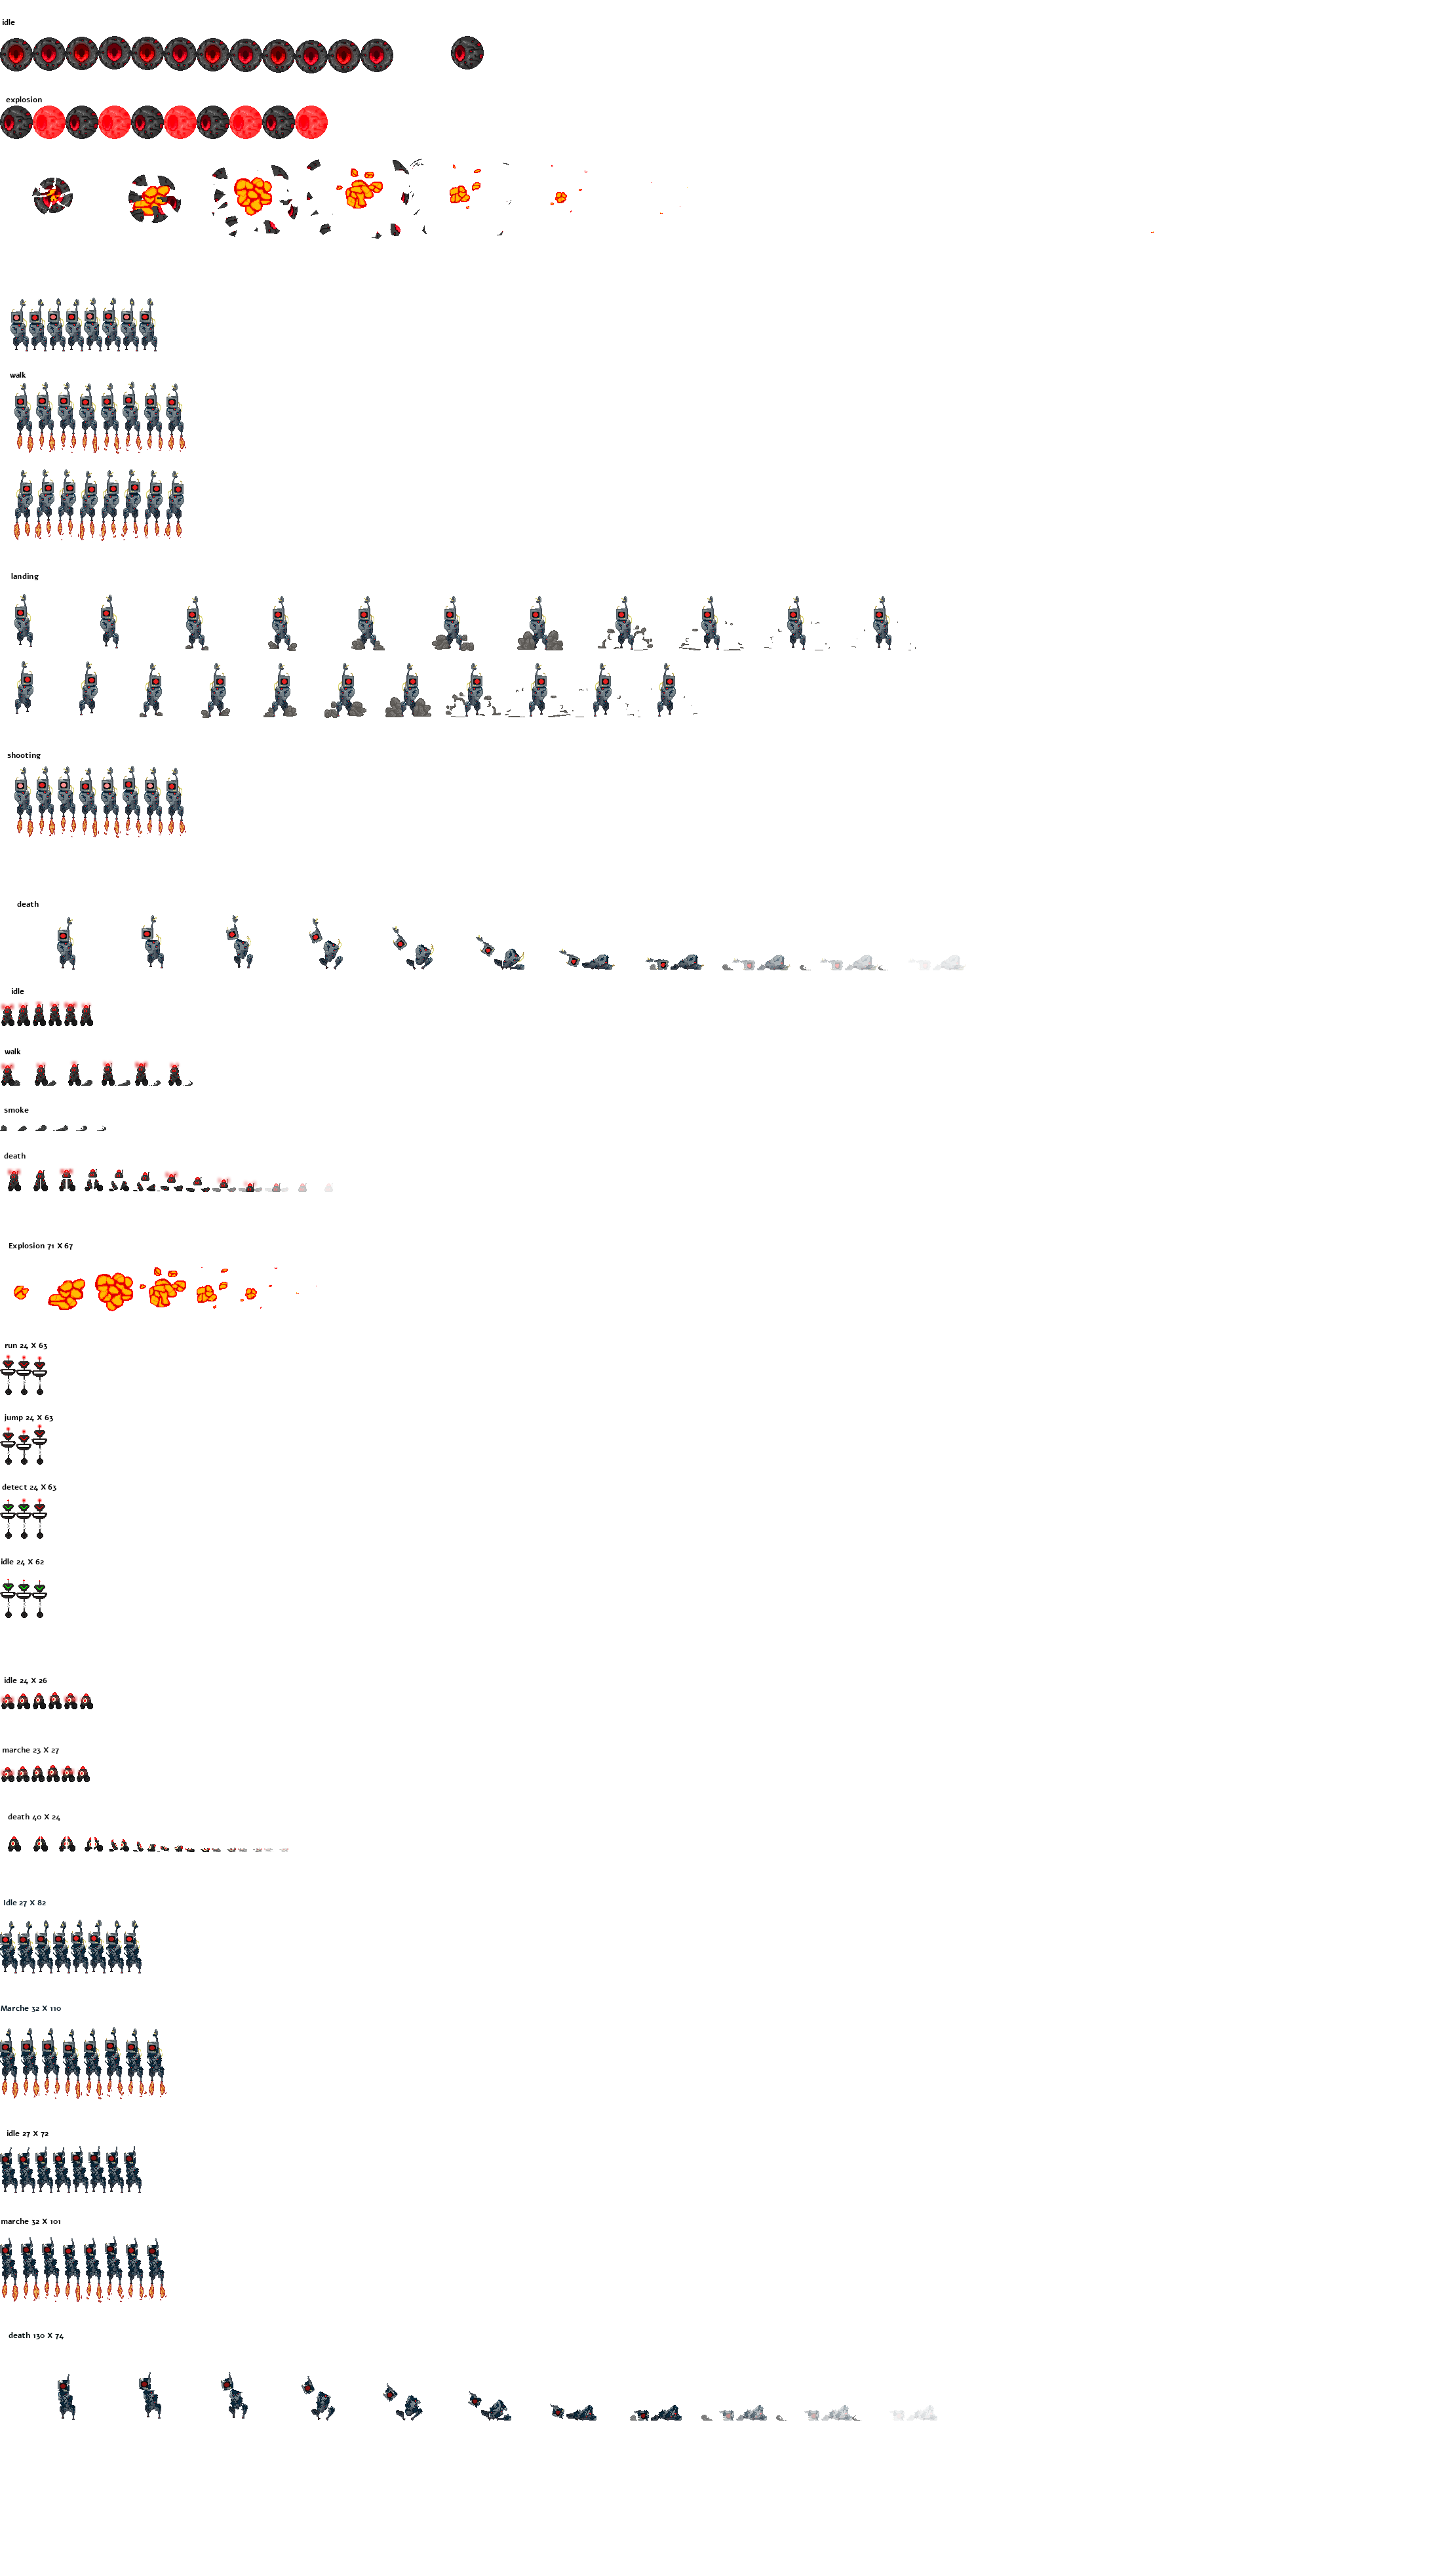 idle
explosion
walk
landing
shooting
death
idle
walk
smoke
death
Explosion 71 X 67
run 24 X 63
jump 24 X 63
detect 24 X 63
idle 24 X 62
idle 24 X 26
marche 23 X 27
death 40 X 24
Idle 27 X 82
Marche 32 X 110
idle 27 X 72
marche 32 X 101
death 130 X 74